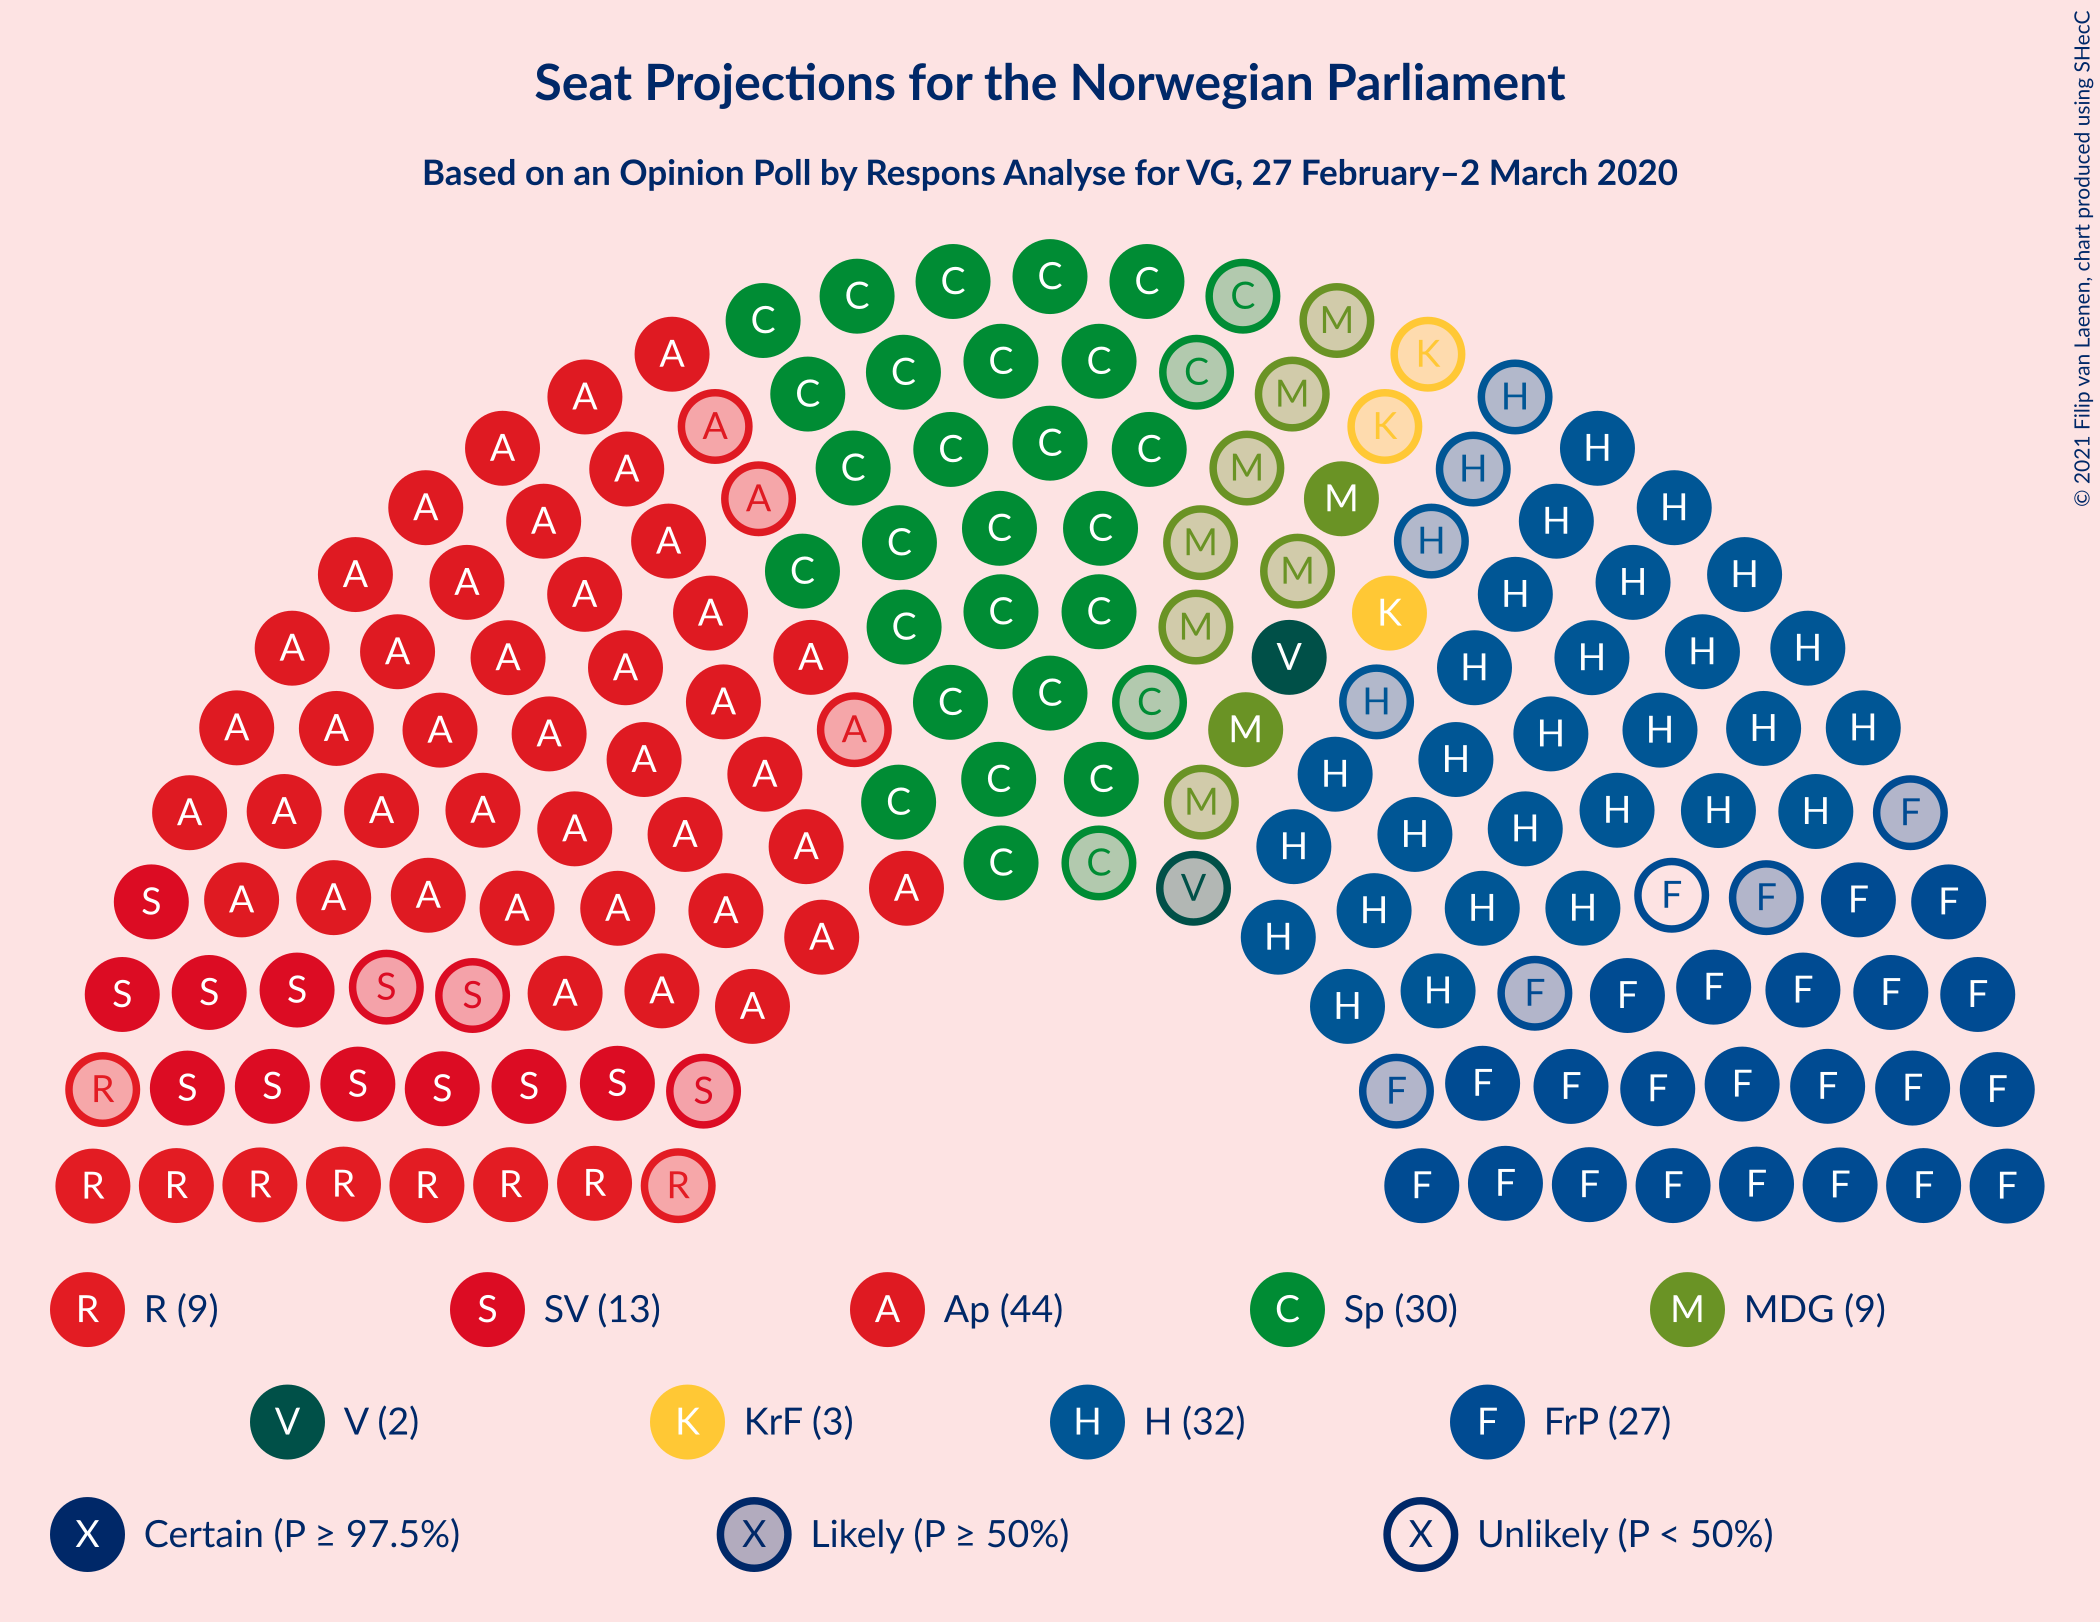 Seat Projections for the Norwegian Parliament
Based on an Opinion Poll by Respons Analyse for VG, 27 February–2 March 2020
© 2021 Filip van Laenen, chart produced using SHecC
C C C C C C M
A C C C C C M K
A A C C C C M K H
A A A C C C M M H H
A A A C C C M M H H H
A A A A C C C M V K H H H
A A A A A C C C M H H H H H
A A A A A A A C C C M H H H H H H H
A A A A A A A A C C V H H H H H H H F
S A A A A A A A A H H H H F F F F
S S S S S A A A H H F F F F F F
R S S S S S S S F F F F F F F F
R R R R R R R R F F F F F F F F
R R (9) S SV (13) A Ap (44) C Sp (30) M MDG (9)
V V (2) K KrF (3) H H (32) F FrP (27)
X Certain (P ≥ 97.5%) X Likely (P ≥ 50%) X Unlikely (P < 50%)